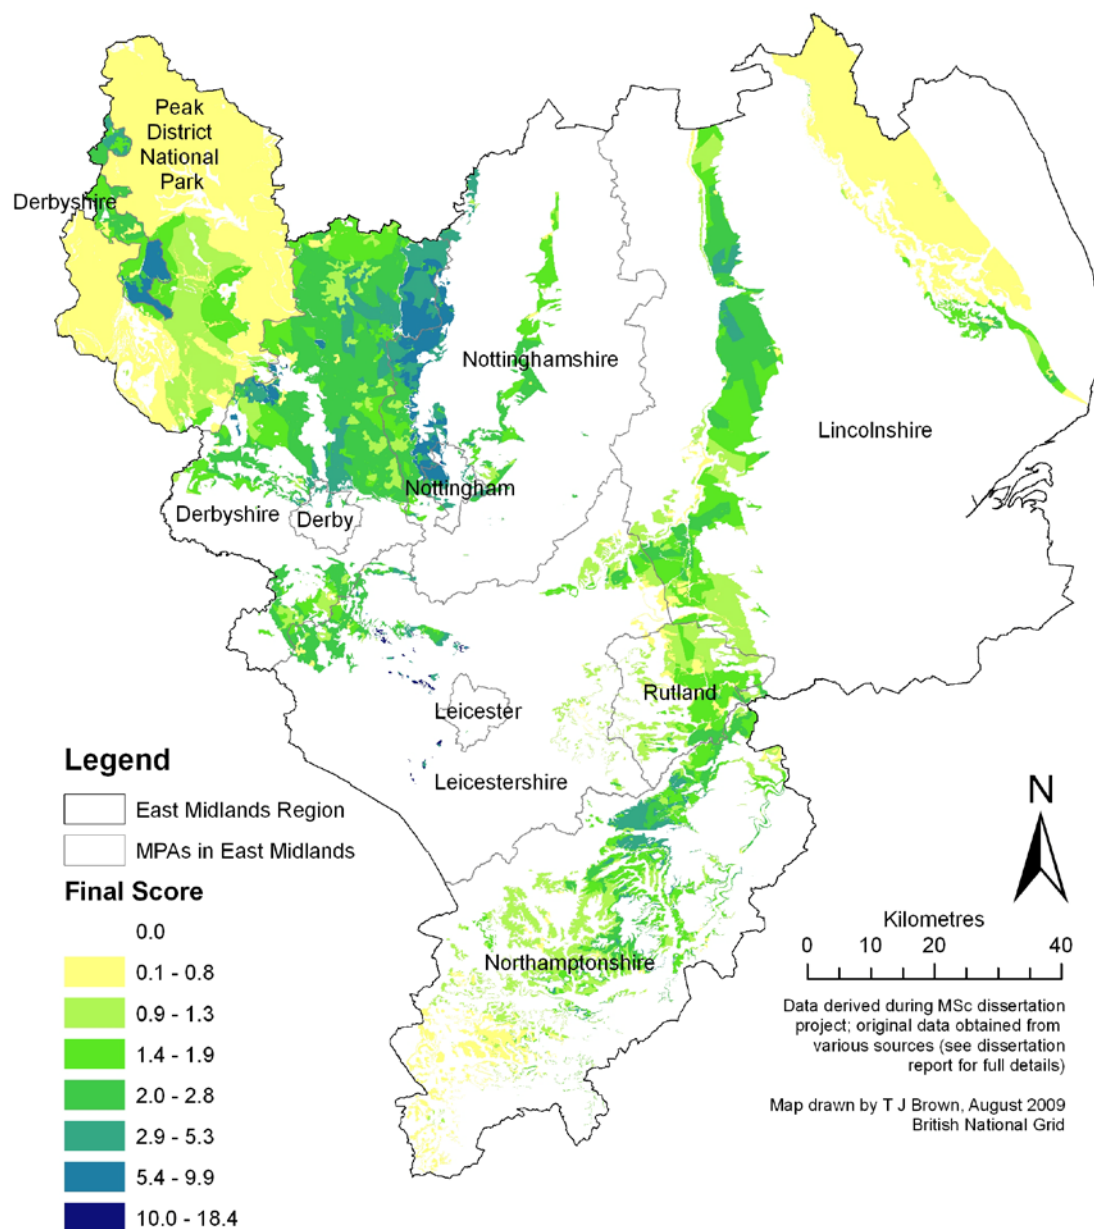 Peak
District
National
Park
Derbyshire
Nottinghamshire
Lincolnshire
Nottingham
Derbyshire
Derby
Rutland
Leicester
Leicestershire
Northamptonshire
Legend
East Midlands Region
MPAs in East Midlands
Final Score
0.0
0.1 - 0.8
0.9 - 1.3
1.4 - 1.9
2.0 - 2.8
2.9 - 5.3
5.4 - 9.9
10.0 - 18.4
N
Kilometres
0 10 20 40
Data derived during MSc dissertation
project; original data obtained from
various sources (see dissertation
report for full details)
Map drawn by T J Brown, August 2009
British National Grid